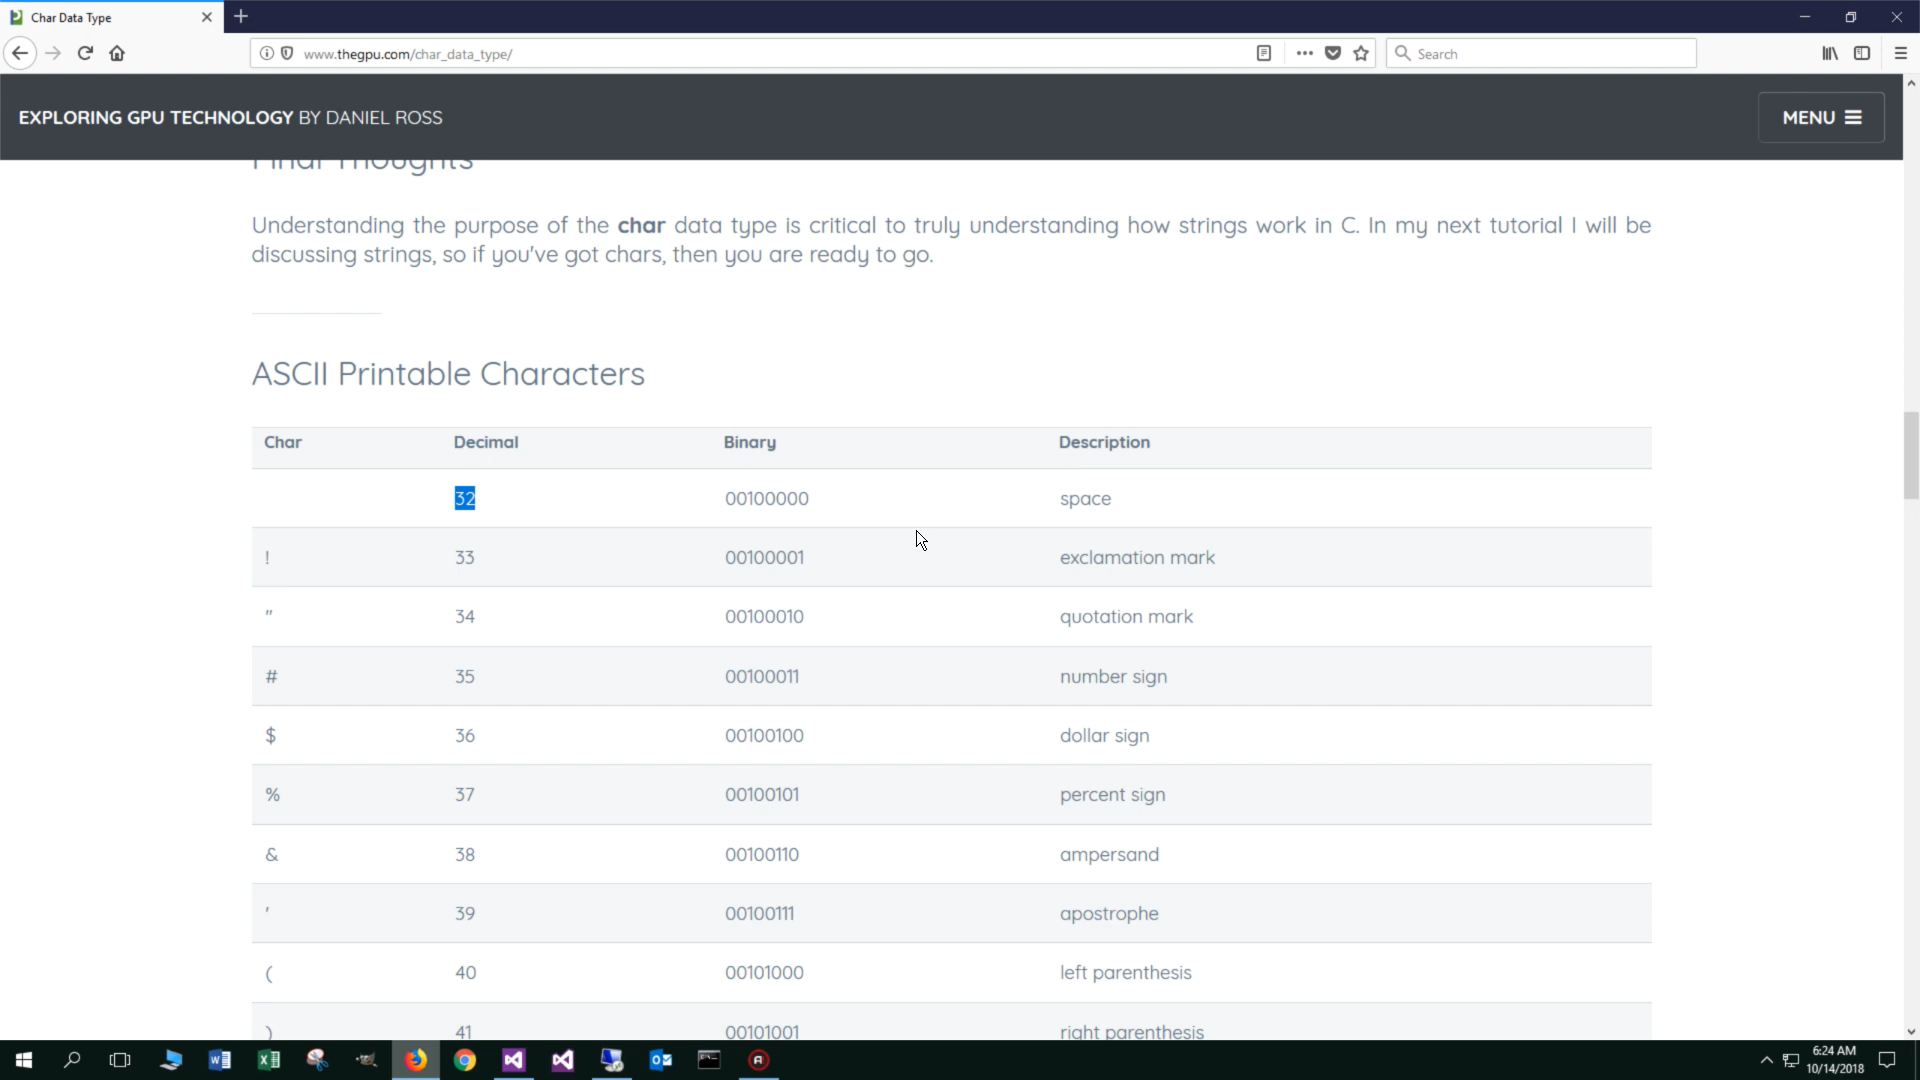 Char Data Type
www.thegpu.com/char_data_type/
Search
EXPLORING GPU TECHNOLOGY BY DANIEL ROSS
MENU
Final Thoughts
Understanding the purpose of the char data type is critical to truly understanding how strings work in C. In my next tutorial I will be
discussing strings, so if you've got chars, then you are ready to go.
ASCII Printable Characters
Char Decimal Binary Description
32 00100000 space
! 33 00100001 exclamation mark
" 34 00100010 quotation mark
# 35 00100011 number sign
$ 36 00100100 dollar sign
% 37 00100101 percent sign
& 38 00100110 ampersand
' 39 00100111 apostrophe
( 40 00101000 left parenthesis
) 41 00101001 right parenthesis
6:24 AM
10/14/2018